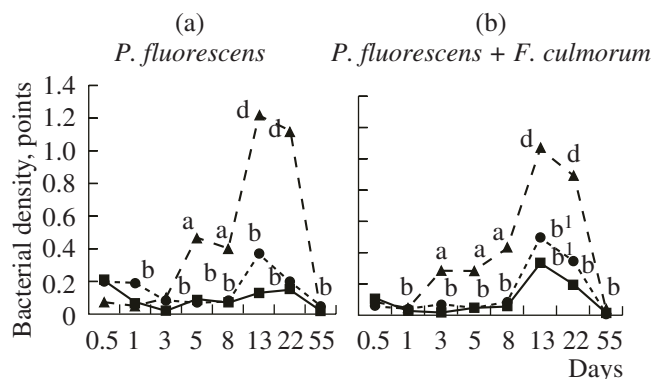 (a)
P. fluorescens
(b)
P. fluorescens + F. culmorum
Bacterial density, points
1.4
1.2
1.0
0.8
0.6
0.4
0.2
0
d
d
a
a
b
b
b
b
b
b
b
0.5 1 3 5 8 13 22 55
d
d
a
a
a
b¹
b¹
b
b
b
b
b
b
0.5 1 3 5 8 13 22 55
Days